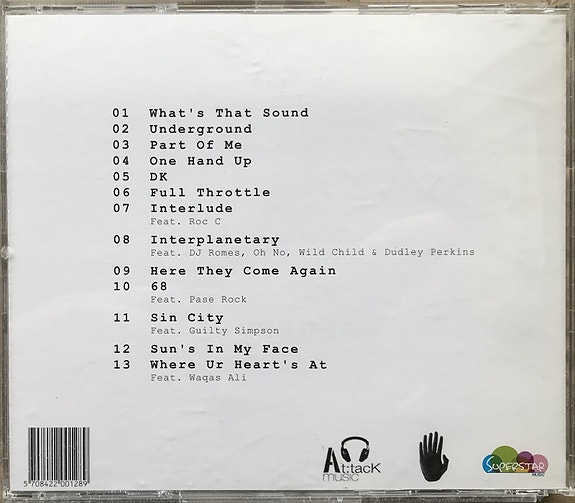 01 What's That Sound
02 Underground
03 Part Of Me
04 One Hand Up
05 DK
06 Full Throttle
07 Interlude
Feat. Roc C
08 Interplanetary
Feat. DJ Romes, Oh No, Wild Child & Dudley Perkins
09 Here They Come Again
10 68
Feat. Pase Rock
11 Sin City
Feat. Guilty Simpson
12 Sun's In My Face
13 Where Ur Heart's At
Feat. Waqas Ali
5 708422 001289
At:tacK
music
SUPERSTAR
MUSIC